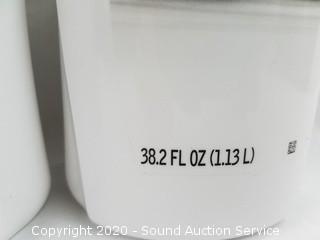 38.2 FL OZ (1.13 L)
Copyright 2020 - Sound Auction Service